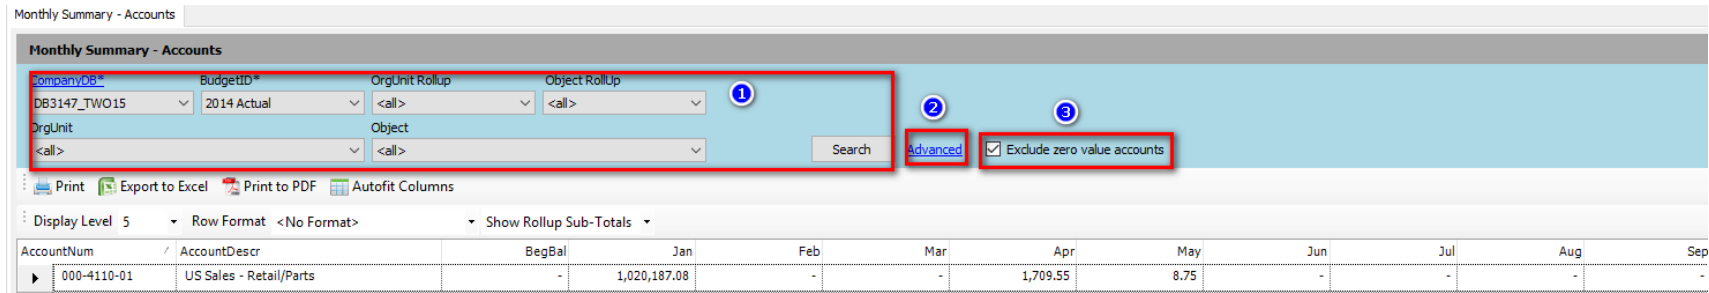 Monthly Summary - Accounts
Monthly Summary - Accounts
CompanyDB* BudgetID* OrgUnit Rollup Object RollUp
DB3147_TWO15 2014 Actual <all> <all> 1
OrgUnit Object 2 3
<all> <all> Search Advanced Exclude zero value accounts
Print Export to Excel Print to PDF Autofit Columns
Display Level 5 Row Format <No Format> Show Rollup Sub-Totals
AccountNum / AccountDescr BegBal Jan Feb Mar Apr May Jun Jul Aug Sep
000-4110-01 US Sales - Retail/Parts - 1,020,187.08 - - 1,709.55 8.75 - - - -